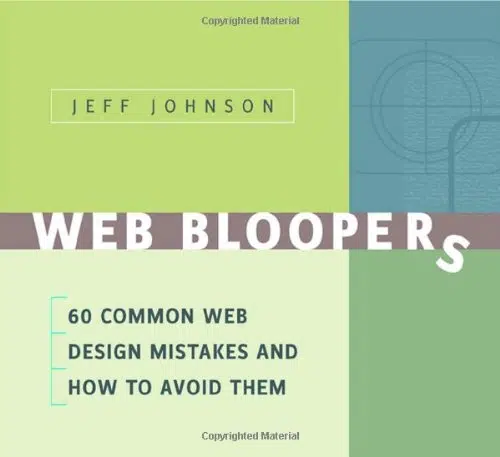 Copyrighted Material
JEFF JOHNSON
WEB BLOOPERS
60 COMMON WEB
DESIGN MISTAKES AND
HOW TO AVOID THEM
Copyrighted Material